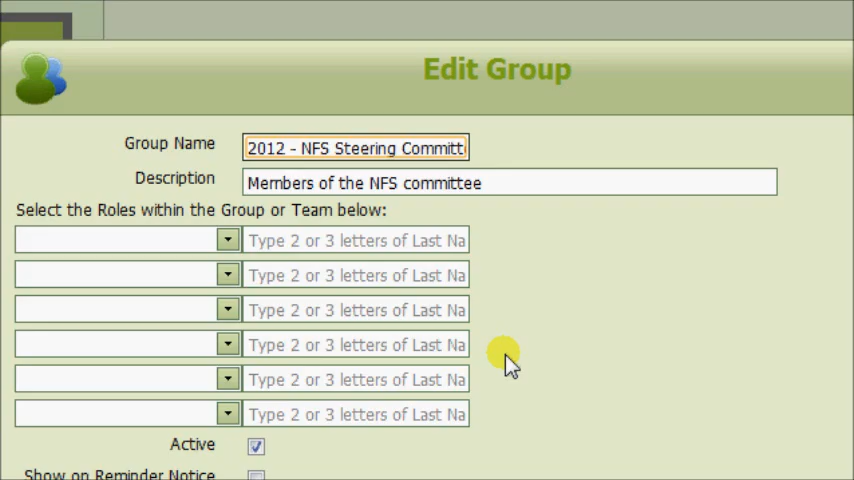 Edit Group
Group Name
2012 - NFS Steering Committ
Description
Members of the NFS committee
Select the Roles within the Group or Team below:
Type 2 or 3 letters of Last Na
Type 2 or 3 letters of Last Na
Type 2 or 3 letters of Last Na
Type 2 or 3 letters of Last Na
Type 2 or 3 letters of Last Na
Type 2 or 3 letters of Last Na
Active
Show on Reminder Notice